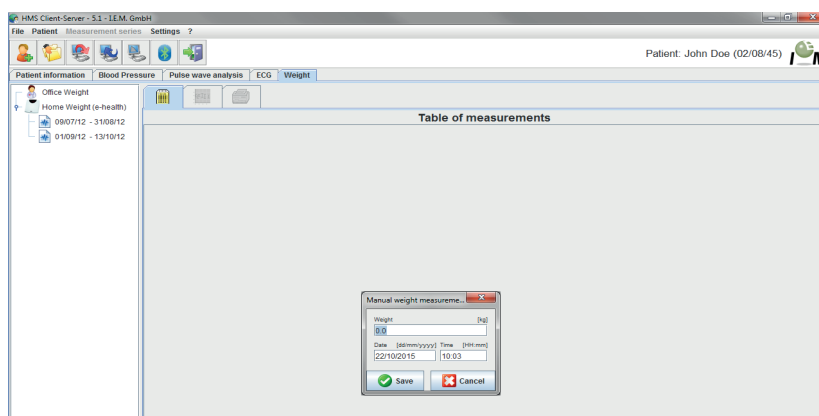 HMS Client-Server - 5.1 - I.E.M. GmbH
File Patient Measurement series Settings ?
Patient: John Doe (02/08/45)
Patient information Blood Pressure Pulse wave analysis ECG Weight
Office Weight
Home Weight (e-health)
09/07/12 - 31/08/12
01/09/12 - 13/10/12
Table of measurements
Manual weight measureme...
Weight [kg]
0.0
Date [dd/mm/yyyy] Time [HH:mm]
22/10/2015 10:03
Save Cancel